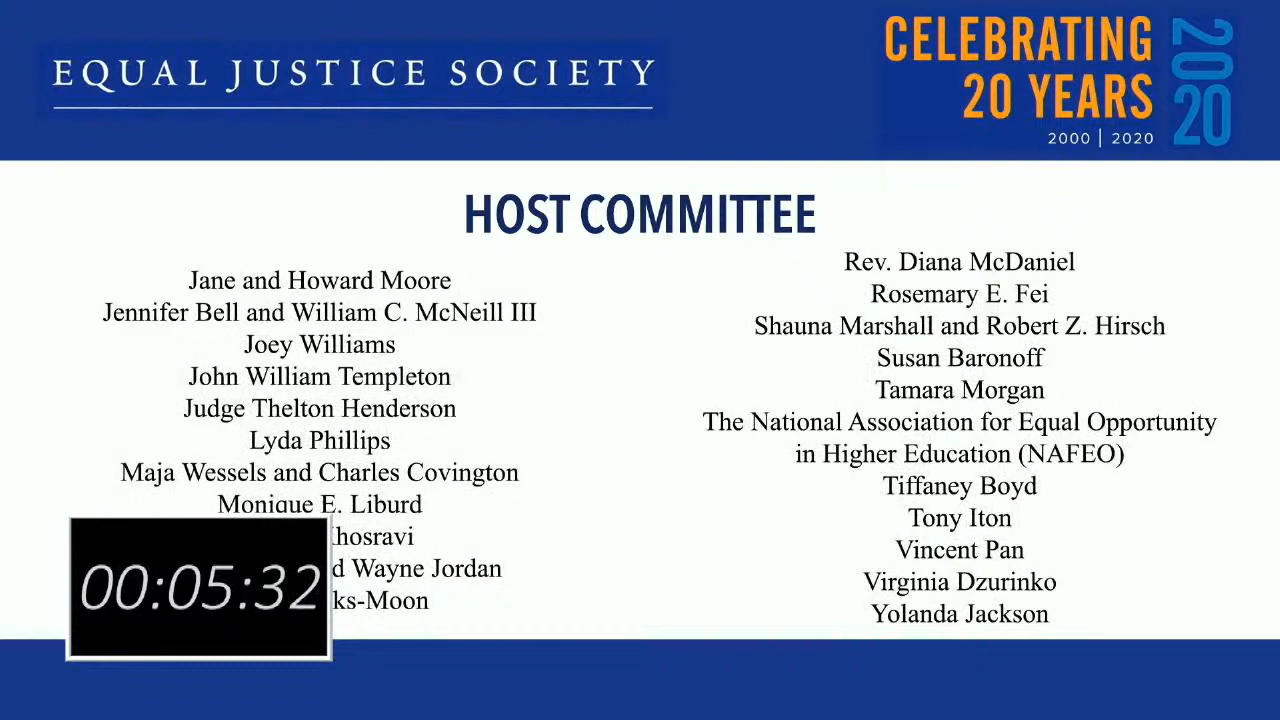 EQUAL JUSTICE SOCIETY
CELEBRATING
20 YEARS
2000 | 2020
2020
HOST COMMITTEE
Jane and Howard Moore
Jennifer Bell and William C. McNeill III
Joey Williams
John William Templeton
Judge Thelton Henderson
Lyda Phillips
Maja Wessels and Charles Covington
Monique E. Liburd
Wayne Jordan
Rev. Diana McDaniel
Rosemary E. Fei
Shauna Marshall and Robert Z. Hirsch
Susan Baronoff
Tamara Morgan
The National Association for Equal Opportunity
in Higher Education (NAFEO)
Tiffaney Boyd
Tony Iton
Vincent Pan
Virginia Dzurinko
Yolanda Jackson
00:05:32